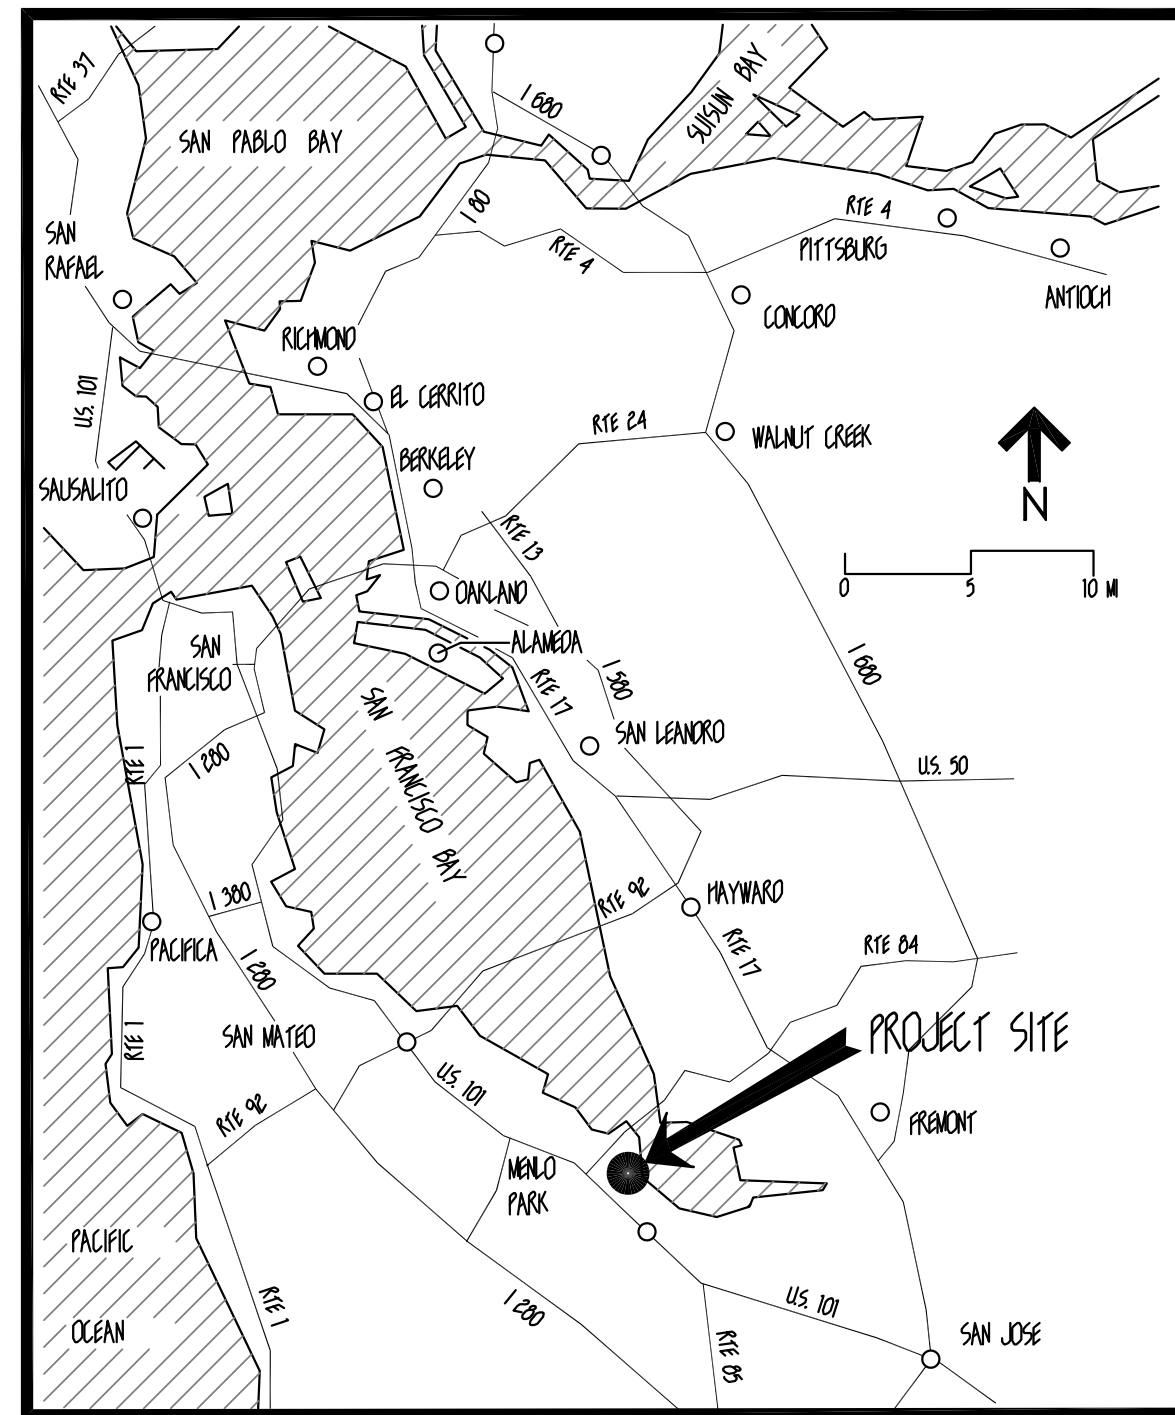 RTE 37
SAN PABLO BAY
I 680
SUISUN BAY
I 80
RTE 4
RTE 4
PITTSBURG
ANTIOCH
SAN
RAFAEL
CONCORD
RICHMOND
U.S. 101
EL CERRITO
RTE 24
WALNUT CREEK
BERKELEY
SAUSALITO
N
RTE 13
0 5 10 MI
OAKLAND
ALAMEDA
SAN
FRANCISCO
I 580
I 680
RTE 17
SAN
FRANCISCO
BAY
SAN LEANDRO
RTE 1
I 280
U.S. 50
I 380
RTE 92
HAYWARD
PACIFICA
I 280
RTE 17
RTE 84
RTE 1
SAN MATEO
PROJECT SITE
U.S. 101
RTE 92
FREMONT
MENLO
PARK
PACIFIC
OCEAN
RTE 1
I 280
U.S. 101
RTE 85
SAN JOSE